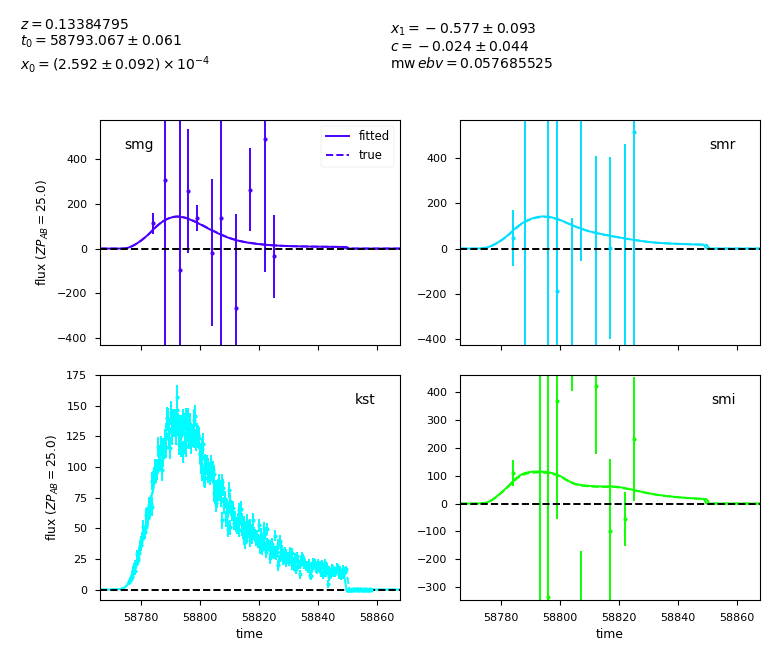 z = 0.13384795
t₀ = 58793.067 ± 0.061
x₀ = (2.592 ± 0.092) × 10⁻⁴
x₁ = −0.577 ± 0.093
c = −0.024 ± 0.044
mw ebv = 0.057685525
smg
fitted
true
400
200
0
−200
−400
flux (ZP_AB = 25.0)
smr
400
200
0
−200
−400
kst
175
150
125
100
75
50
25
0
flux (ZP_AB = 25.0)
58780 58800 58820 58840 58860
time
smi
400
300
200
100
0
−100
−200
−300
58780 58800 58820 58840 58860
time